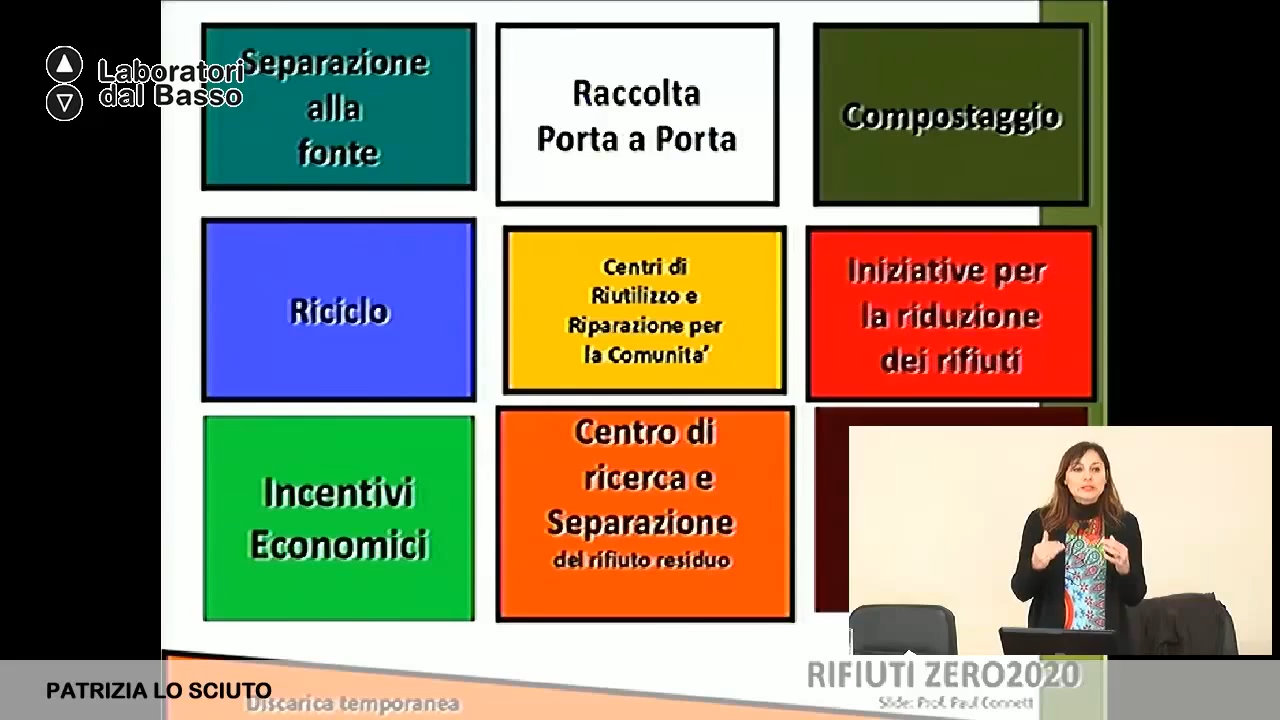 Laboratori
dal Basso
Separazione
alla
fonte
Raccolta
Porta a Porta
Compostaggio
Riciclo
Centri di
Riutilizzo e
Riparazione per
la Comunita'
Iniziative per
la riduzione
dei rifiuti
Incentivi
Economici
Centro di
ricerca e
Separazione
del rifiuto residuo
RIFIUTI ZERO2020
Slide: Prof. Paul Connett
PATRIZIA LO SCIUTO
Discarica temporanea